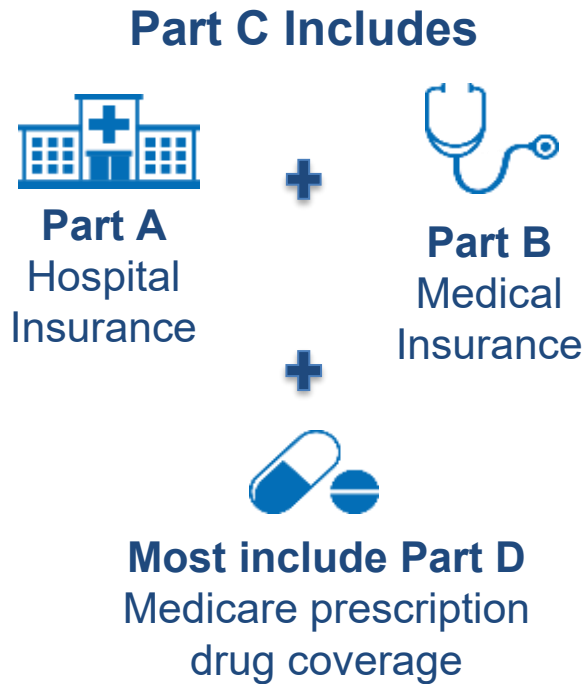 Part C Includes
Part A
Hospital
Insurance
Part B
Medical
Insurance
Most include Part D
Medicare prescription
drug coverage